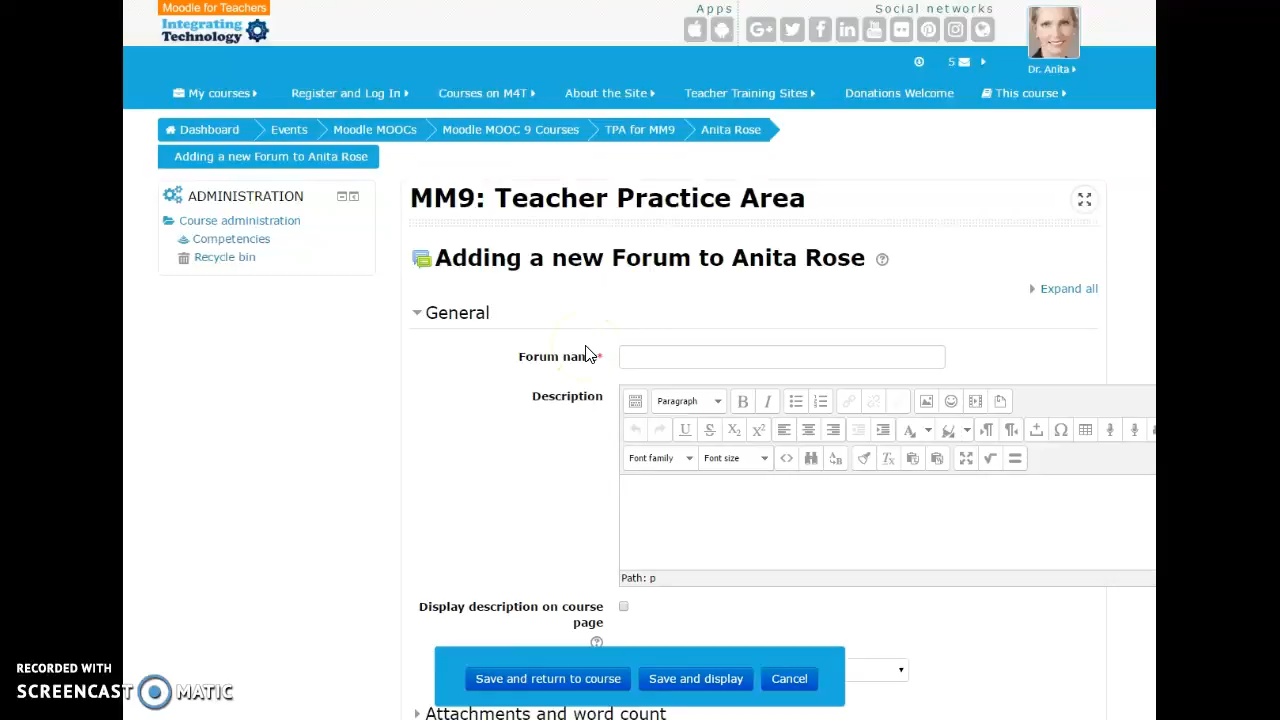 Moodle for Teachers
Integrating
Technology
Apps
Social networks
5
Dr. Anita
My courses
Register and Log In
Courses on M4T
About the Site
Teacher Training Sites
Donations Welcome
This course
Dashboard
Events
Moodle MOOCs
Moodle MOOC 9 Courses
TPA for MM9
Anita Rose
Adding a new Forum to Anita Rose
ADMINISTRATION
Course administration
Competencies
Recycle bin
MM9: Teacher Practice Area
Adding a new Forum to Anita Rose
Expand all
General
Forum name*
Description
Paragraph
Font family
Font size
Path: p
Display description on course
page
Save and return to course
Save and display
Cancel
Attachments and word count
RECORDED WITH
SCREENCAST MATIC